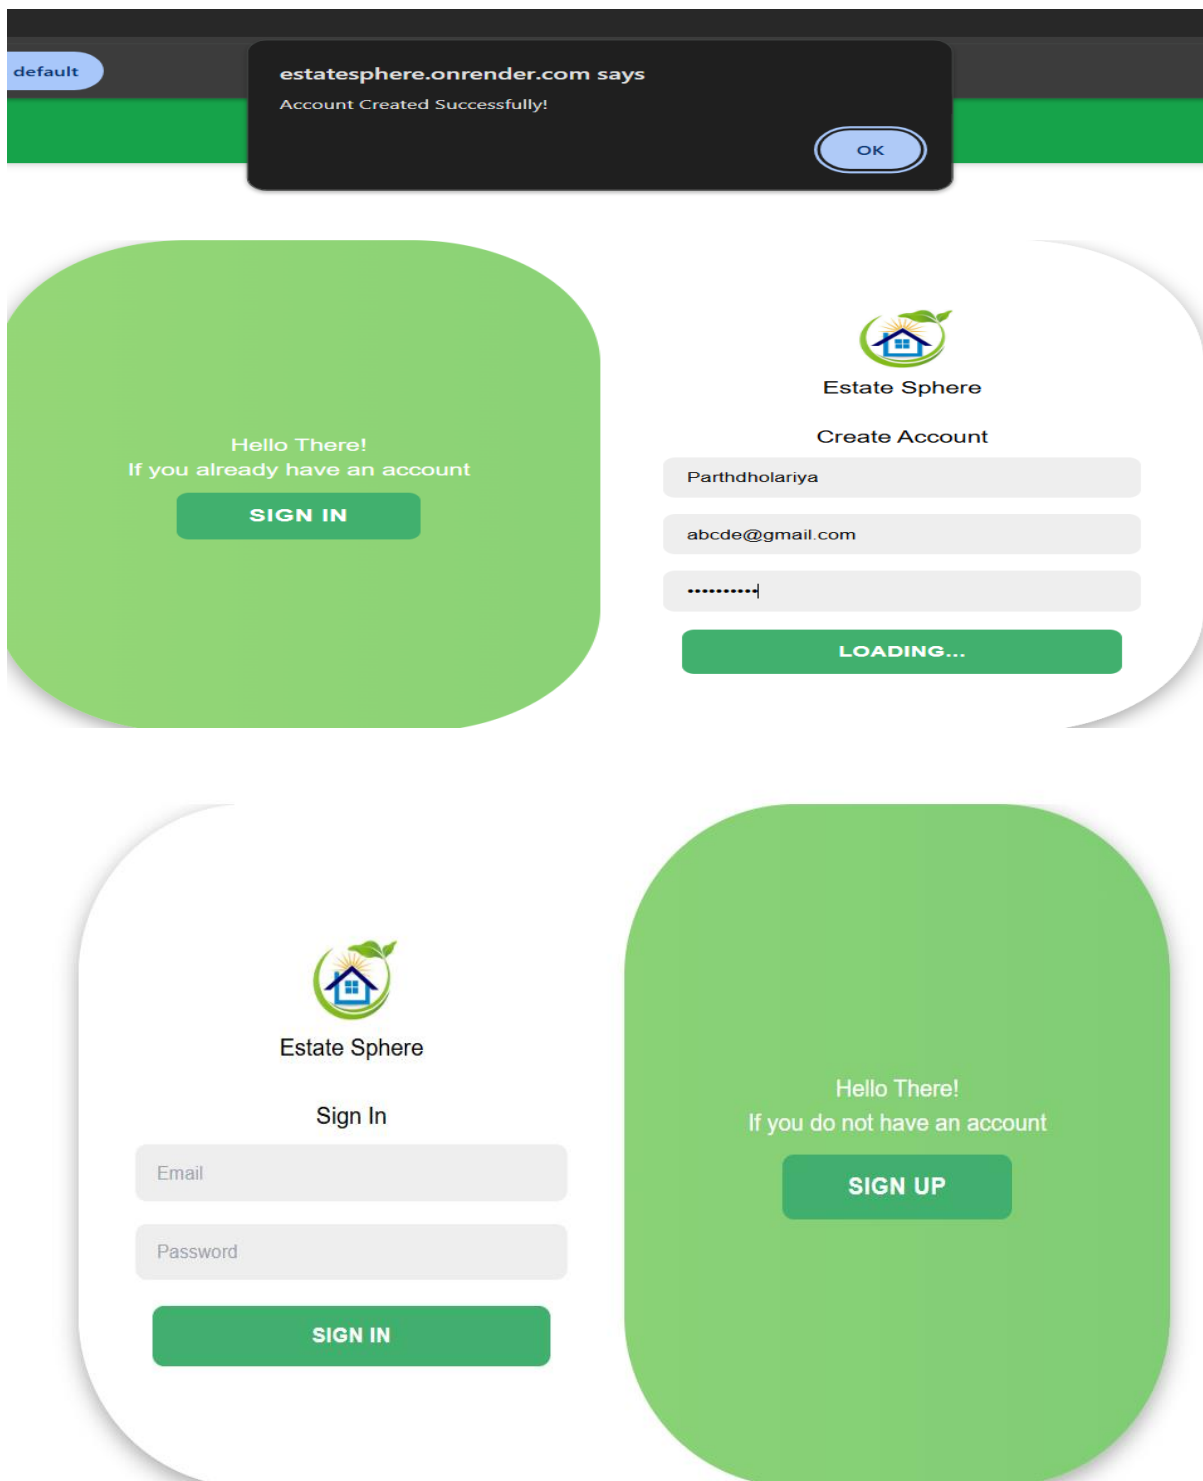 default
estatesphere.onrender.com says
Account Created Successfully!
OK
Hello There!
If you already have an account
SIGN IN
Estate Sphere
Create Account
Parthdholariya
abcde@gmail.com
••••••••••
LOADING...
Estate Sphere
Sign In
Email
Password
SIGN IN
Hello There!
If you do not have an account
SIGN UP